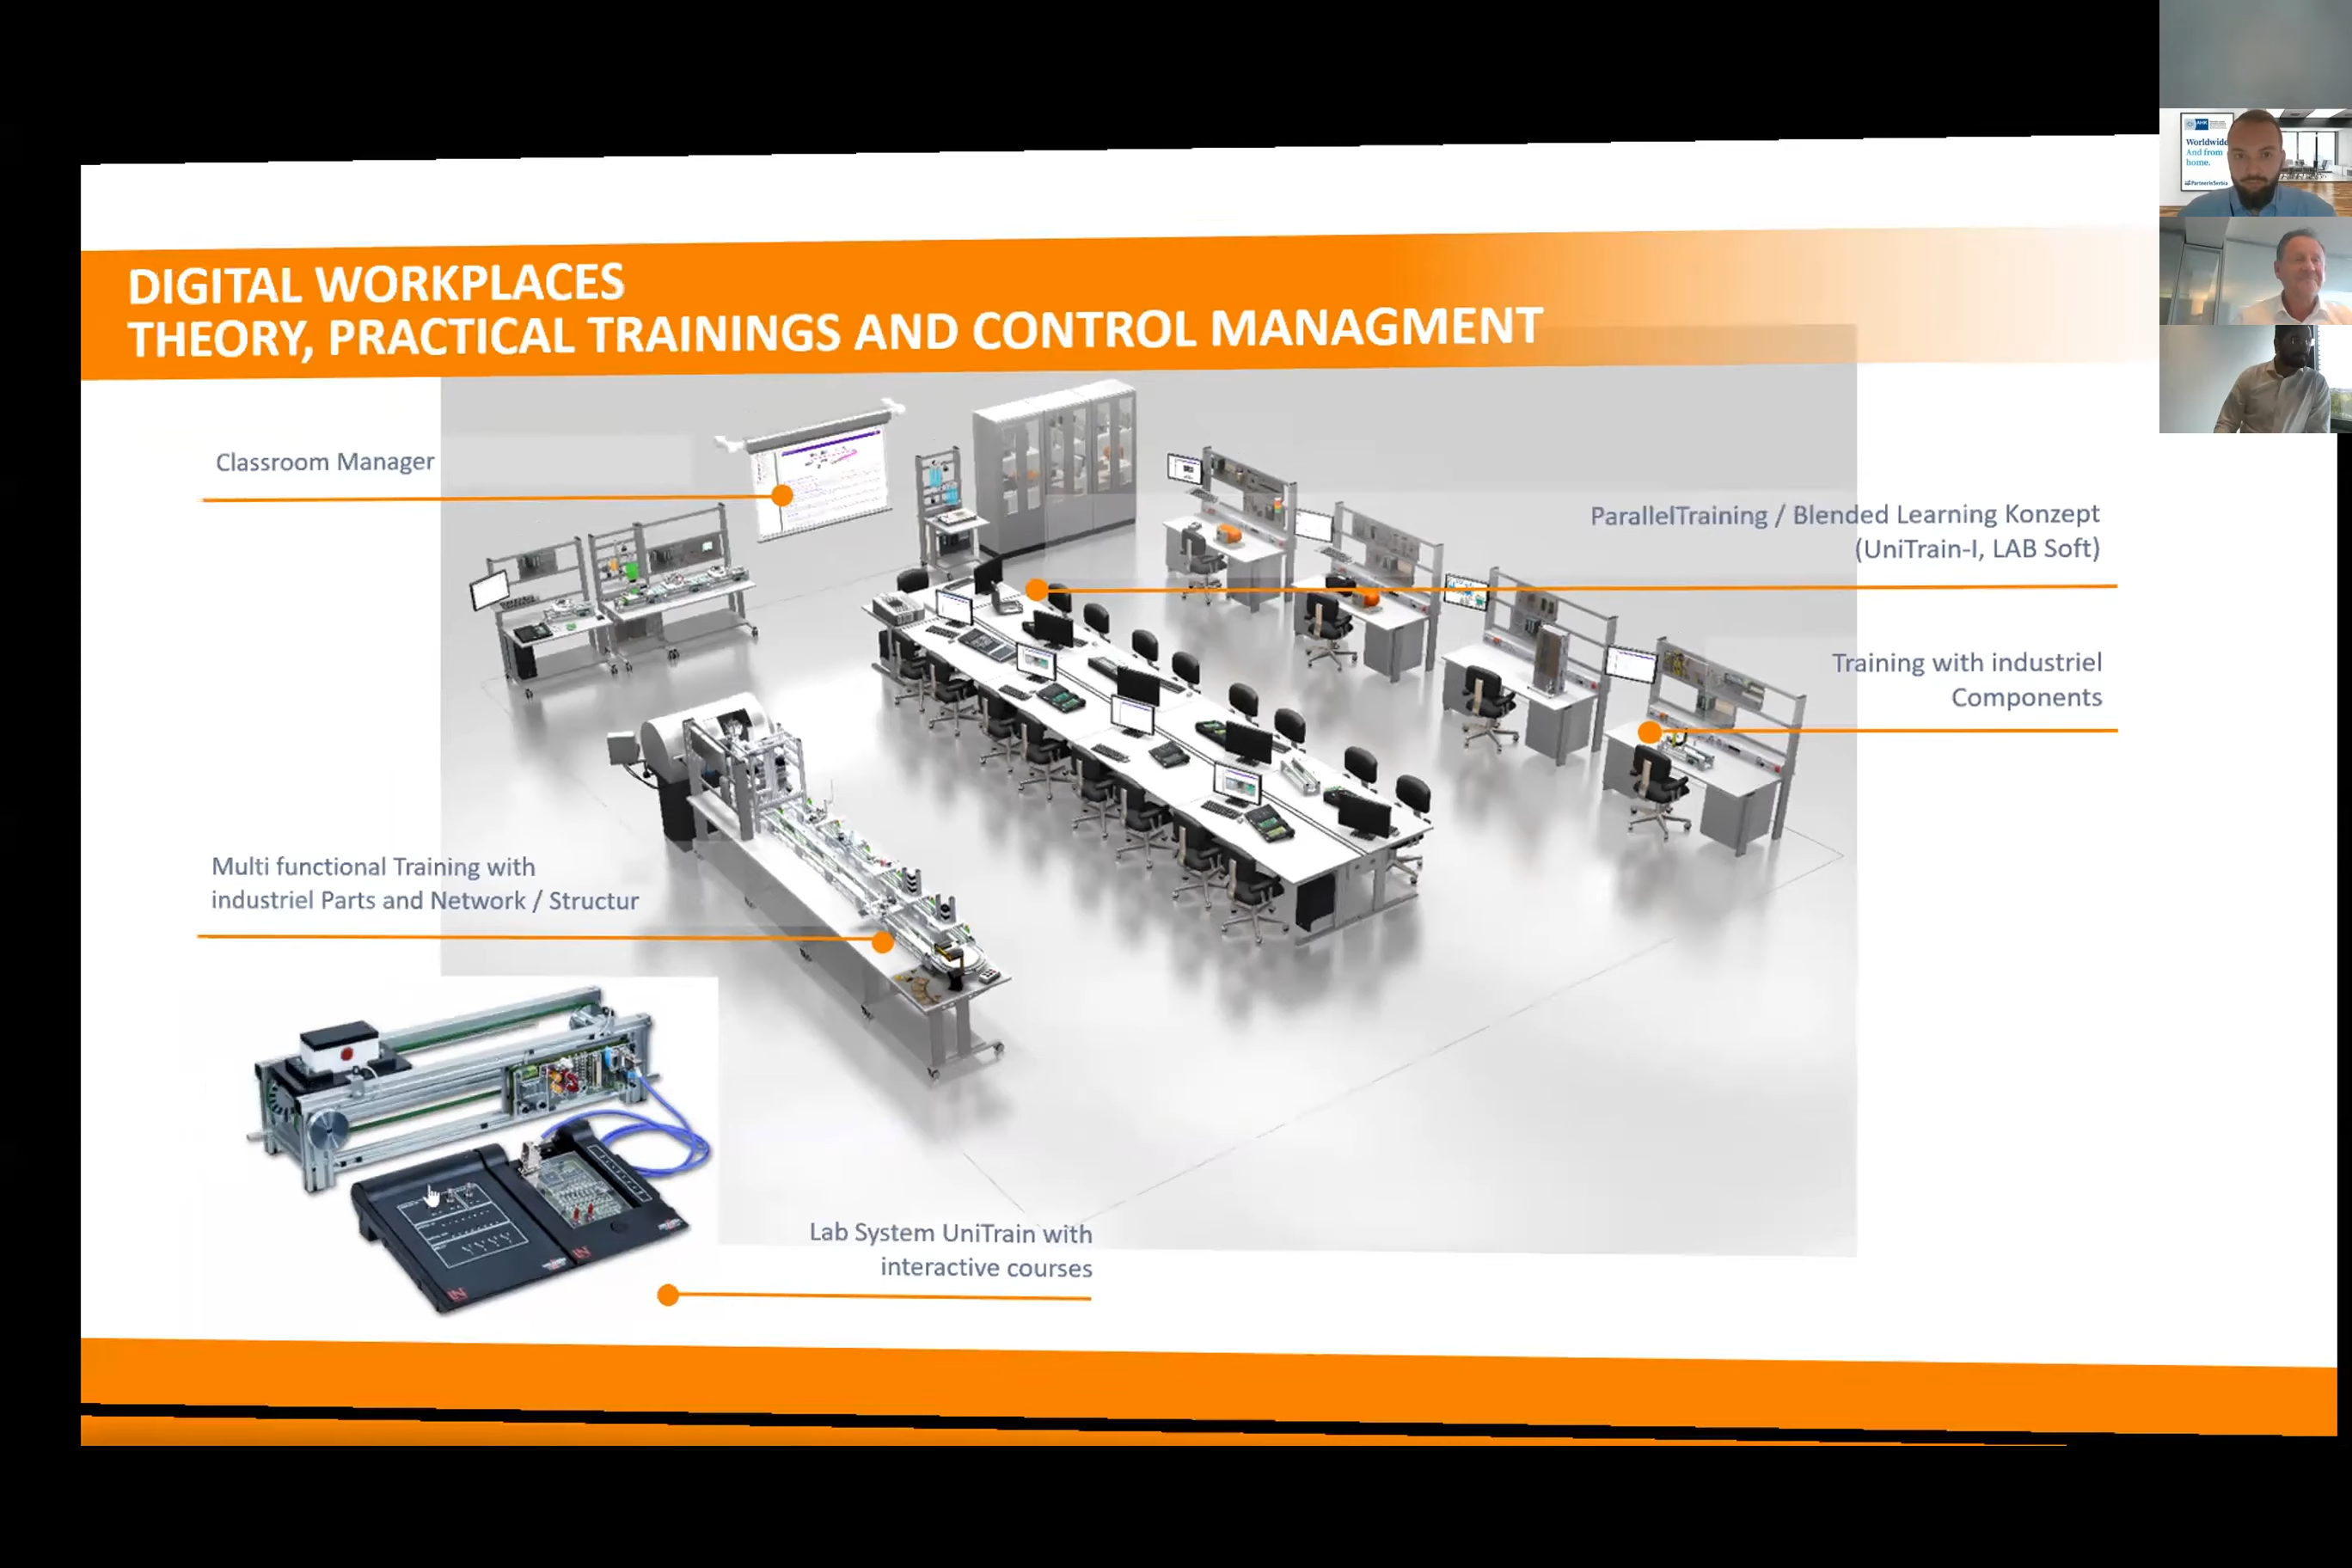 DIGITAL WORKPLACES
THEORY, PRACTICAL TRAININGS AND CONTROL MANAGMENT
Classroom Manager
ParallelTraining / Blended Learning Konzept
(UniTrain-I, LAB Soft)
Training with industriel
Components
Multi functional Training with
industriel Parts and Network / Structur
Lab System UniTrain with
interactive courses
AHK
Worldwide
And from
home.
#PartnerInSerbia